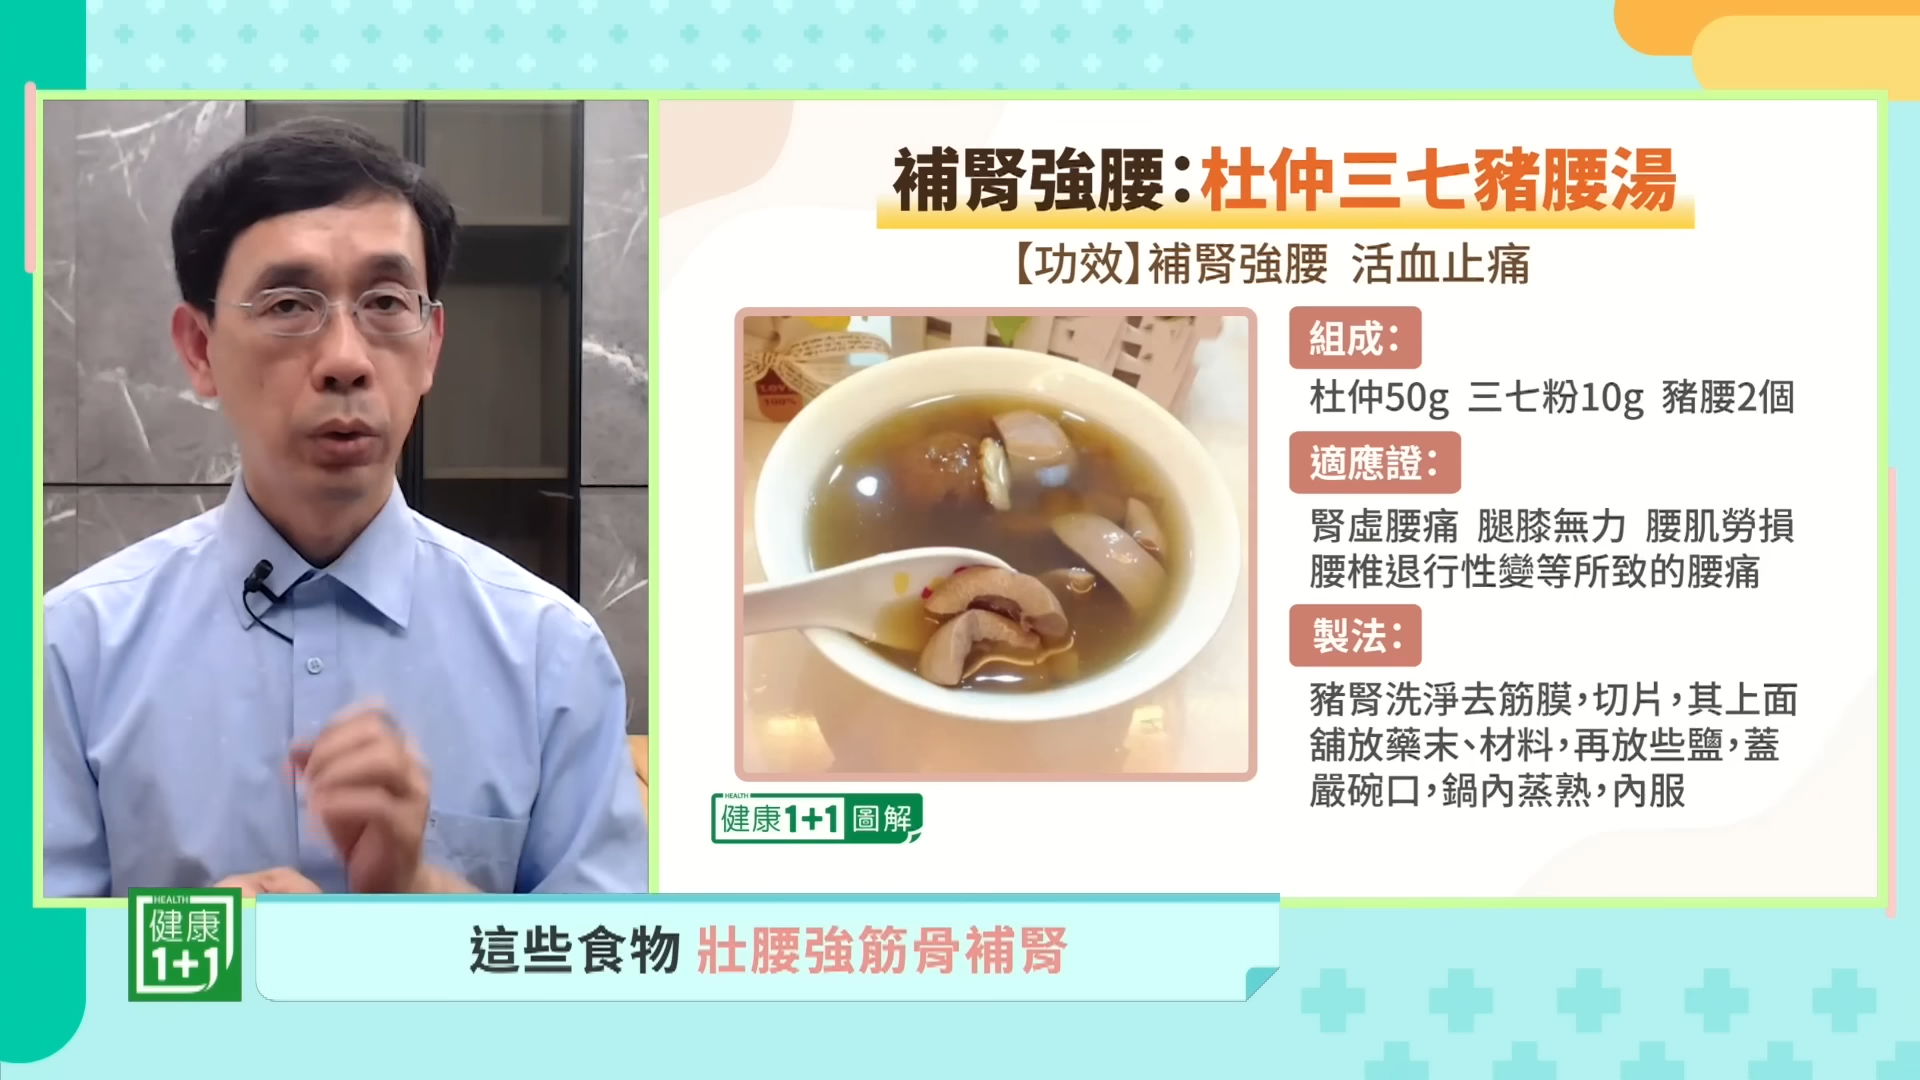 補腎強腰：杜仲三七豬腰湯
【功效】補腎強腰 活血止痛
LOVE
100%
組成：
杜仲50g 三七粉10g 豬腰2個
適應證：
腎虛腰痛 腿膝無力 腰肌勞損
腰椎退行性變等所致的腰痛
製法：
豬腎洗淨去筋膜，切片，其上面
舖放藥末、材料，再放些鹽，蓋
嚴碗口，鍋內蒸熟，內服
HEALTH
健康1+1圖解
HEALTH
健康
1+1
這些食物 壯腰強筋骨補腎